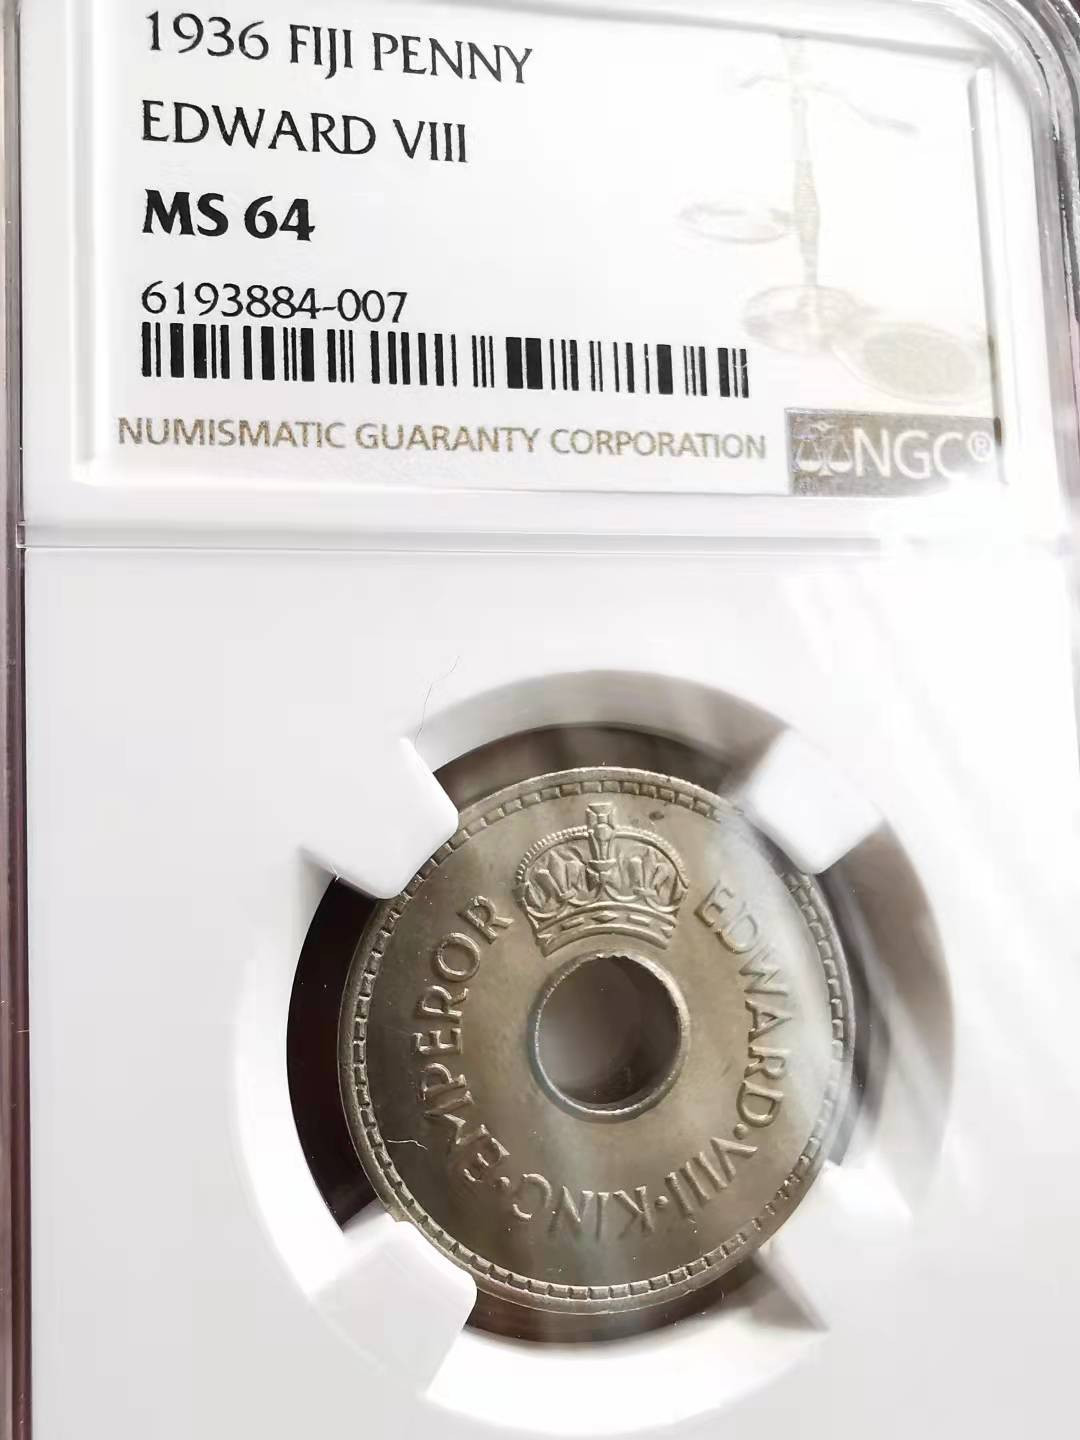 1936 FIJI PENNY
EDWARD VIII
MS 64
6193884-007
NUMISMATIC GUARANTY CORPORATION
NGC®
EDWARD·VIII·KING·EMPEROR